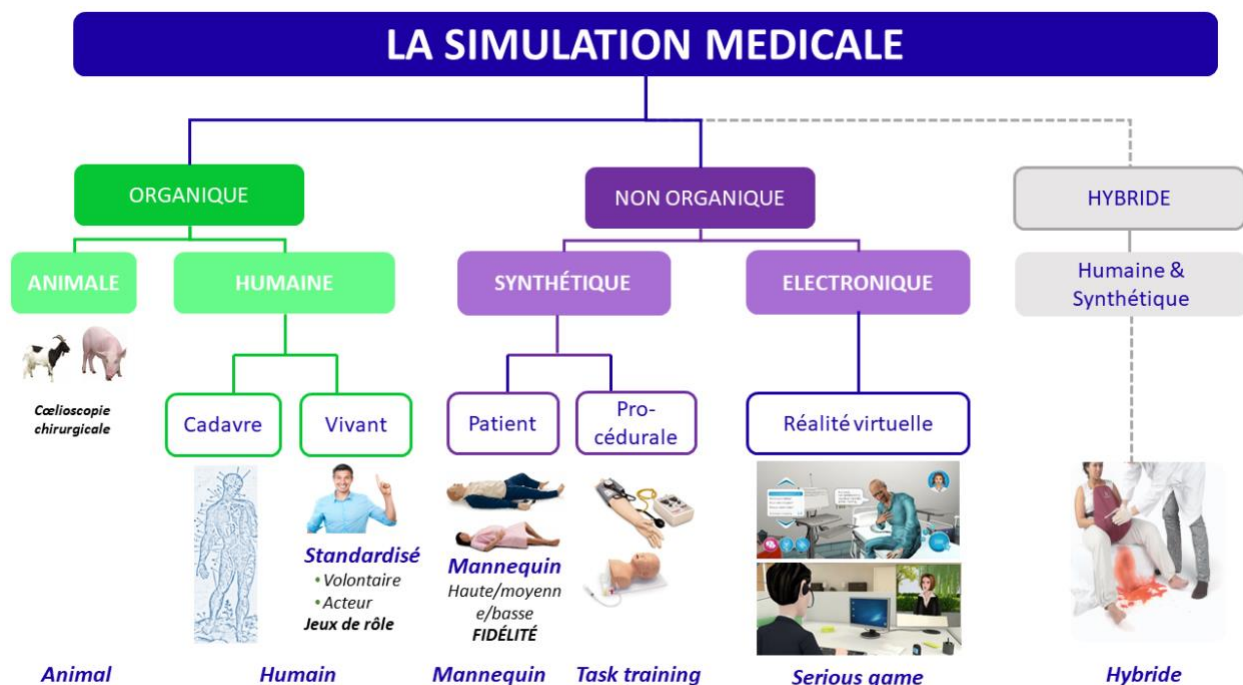 LA SIMULATION MEDICALE
ORGANIQUE
NON ORGANIQUE
HYBRIDE
ANIMALE
HUMAINE
SYNTHÉTIQUE
ELECTRONIQUE
Humaine &
Synthétique
Cœlioscopie
chirurgicale
Cadavre
Vivant
Patient
Pro-
cédurale
Réalité virtuelle
Standardisé
• Volontaire
• Acteur
Jeux de rôle
Mannequin
Haute/moyenn
e/basse
FIDÉLITÉ
Animal
Humain
Mannequin
Task training
Serious game
Hybride